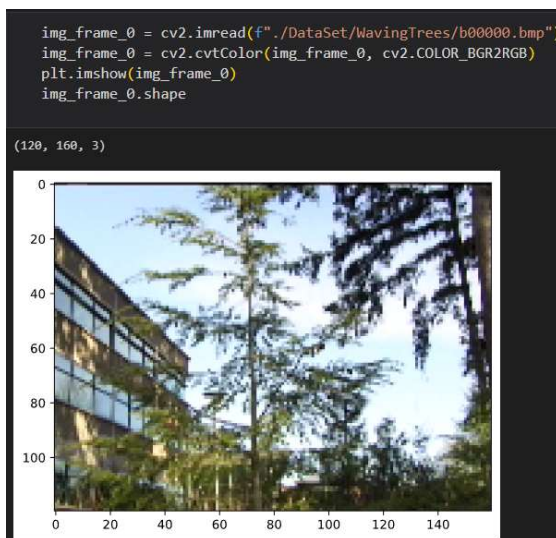 img_frame_0 = cv2.imread(f"./DataSet/WavingTrees/b00000.bmp")
img_frame_0 = cv2.cvtColor(img_frame_0, cv2.COLOR_BGR2RGB)
plt.imshow(img_frame_0)
img_frame_0.shape
(120, 160, 3)
0
20
40
60
80
100
0 20 40 60 80 100 120 140